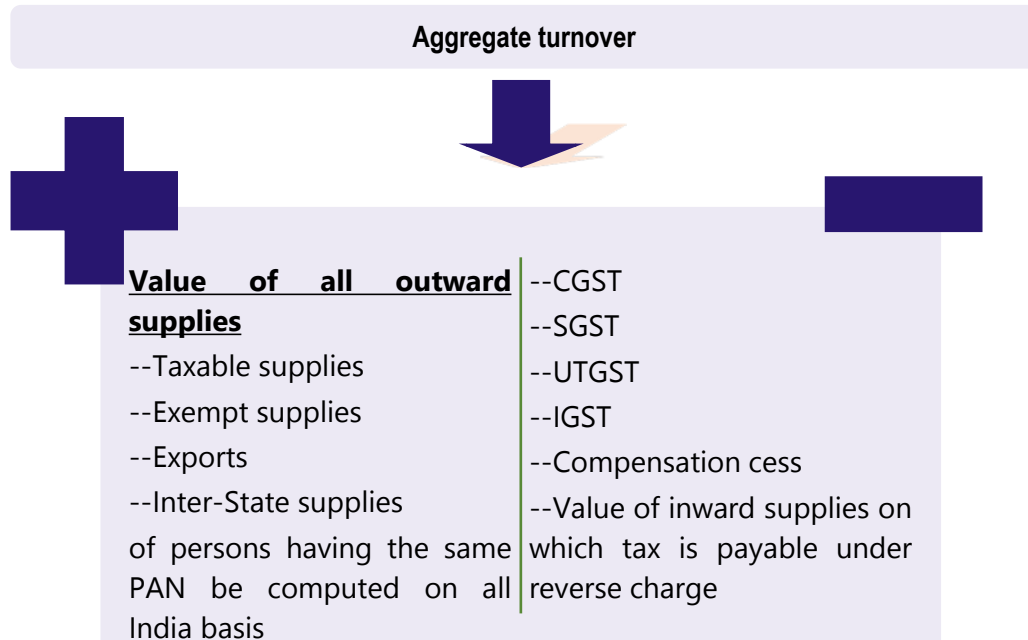 Aggregate turnover
Value of all outward
supplies
--Taxable supplies
--Exempt supplies
--Exports
--Inter-State supplies
of persons having the same
PAN be computed on all
India basis
--CGST
--SGST
--UTGST
--IGST
--Compensation cess
--Value of inward supplies on
which tax is payable under
reverse charge